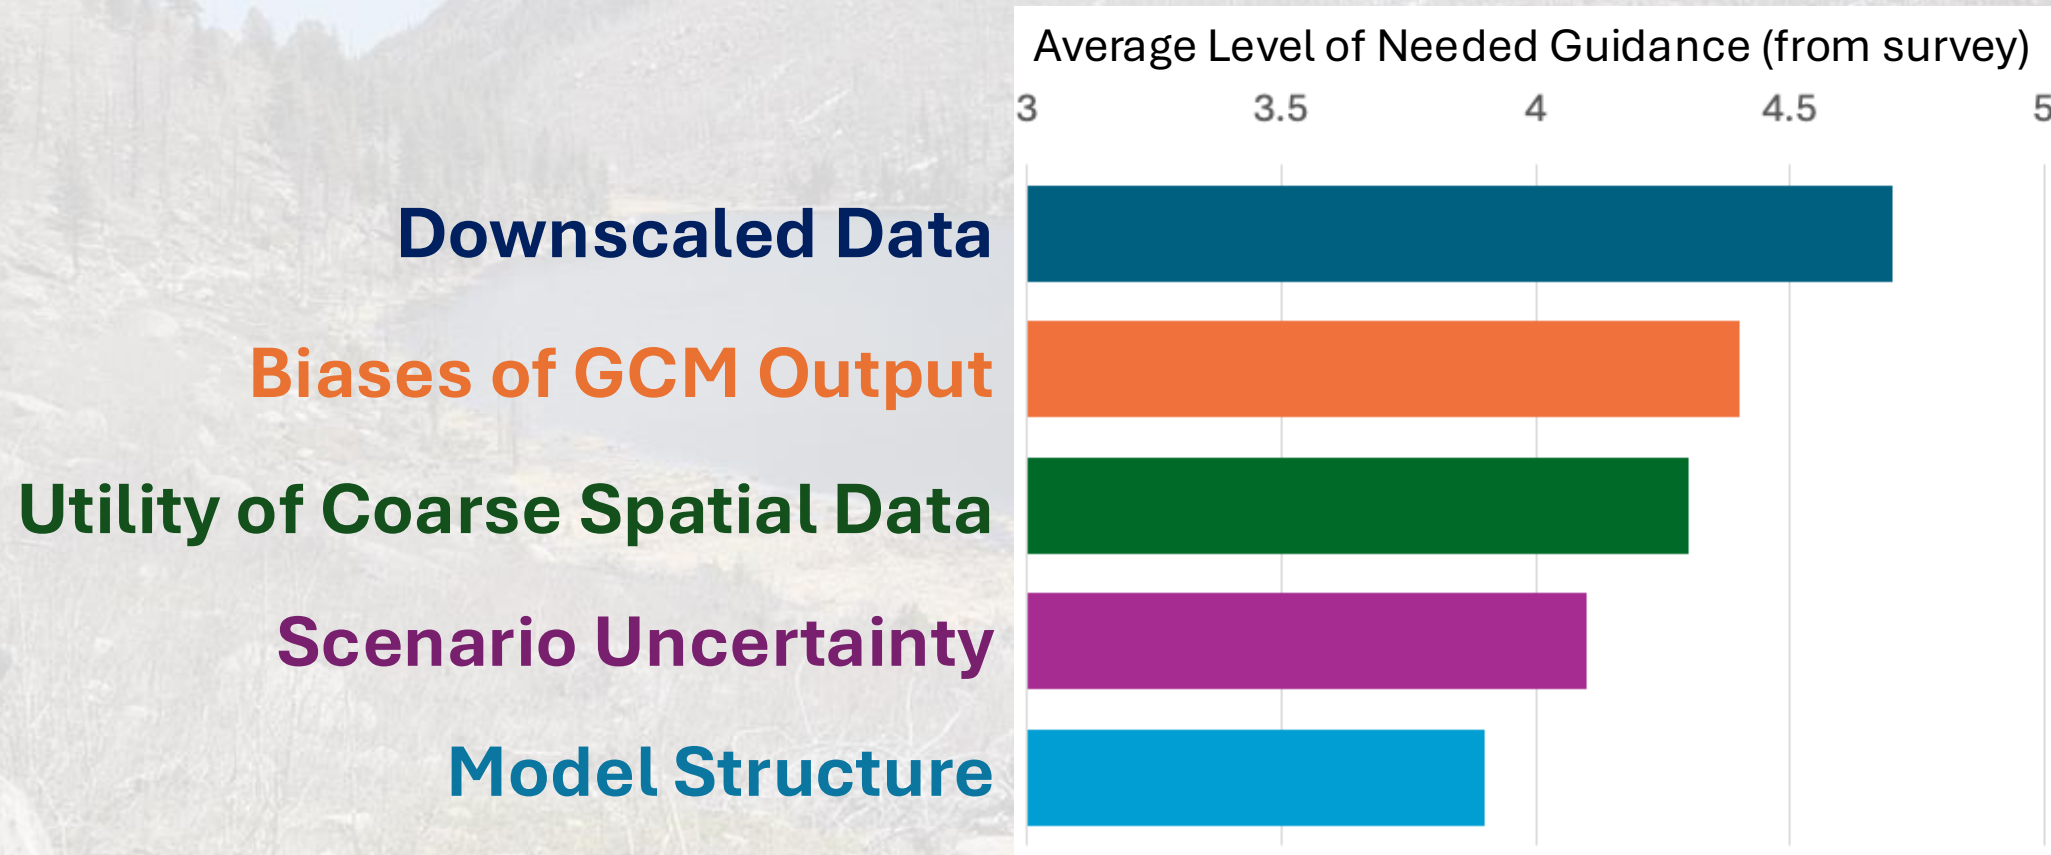 Average Level of Needed Guidance (from survey)
3 3.5 4 4.5 5
Downscaled Data
Biases of GCM Output
Utility of Coarse Spatial Data
Scenario Uncertainty
Model Structure